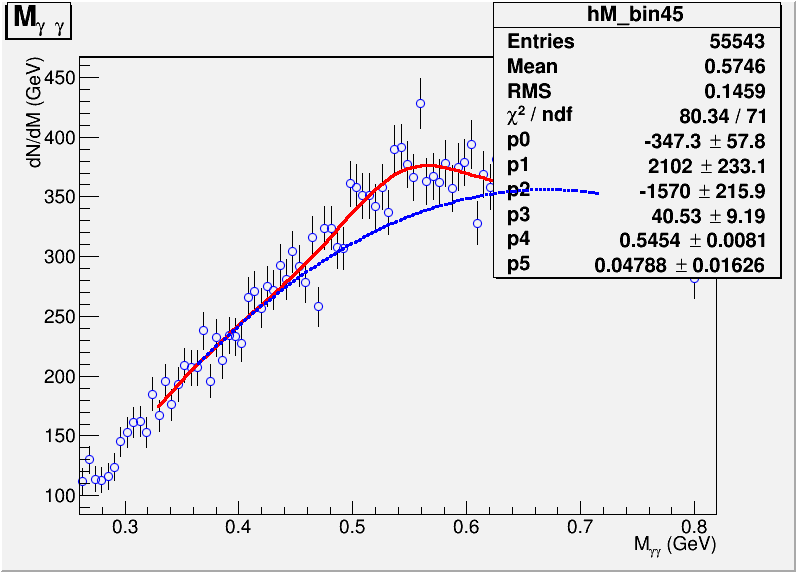 M γ γ
hM_bin45
Entries 55543
Mean 0.5746
RMS 0.1459
χ² / ndf 80.34 / 71
p0 -347.3 ± 57.8
p1 2102 ± 233.1
p2 -1570 ± 215.9
p3 40.53 ± 9.19
p4 0.5454 ± 0.0081
p5 0.04788 ± 0.01626
dN/dM (GeV)
450
400
350
300
250
200
150
100
0.3 0.4 0.5 0.6 0.7 0.8
Mγγ (GeV)